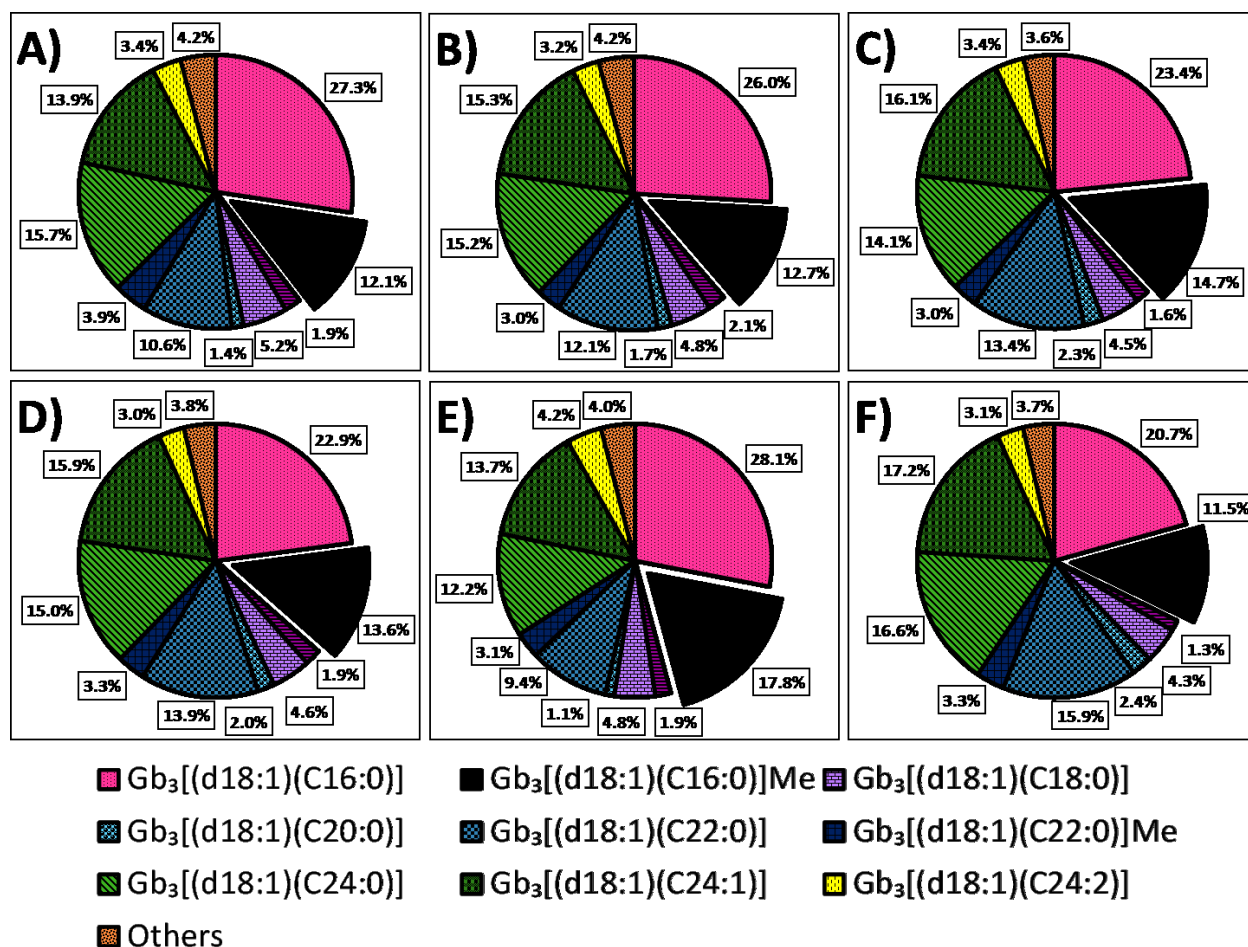 A)
3.4% 4.2%
13.9% 27.3%
15.7% 12.1%
3.9% 10.6% 1.4% 5.2% 1.9%
B)
3.2% 4.2%
15.3% 26.0%
15.2% 12.7%
3.0% 12.1% 1.7% 4.8% 2.1%
C)
3.4% 3.6%
16.1% 23.4%
14.1% 14.7%
3.0% 13.4% 2.3% 4.5% 1.6%
D)
3.0% 3.8%
15.9% 22.9%
15.0% 13.6%
3.3% 13.9% 2.0% 4.6% 1.9%
E)
4.2% 4.0%
13.7% 28.1%
12.2% 17.8%
3.1% 9.4% 1.1% 4.8% 1.9%
F)
3.1% 3.7%
17.2% 20.7%
16.6% 11.5%
3.3% 15.9% 2.4% 4.3% 1.3%
Gb₃[(d18:1)(C16:0)] Gb₃[(d18:1)(C16:0)]Me Gb₃[(d18:1)(C18:0)]
Gb₃[(d18:1)(C20:0)] Gb₃[(d18:1)(C22:0)] Gb₃[(d18:1)(C22:0)]Me
Gb₃[(d18:1)(C24:0)] Gb₃[(d18:1)(C24:1)] Gb₃[(d18:1)(C24:2)]
Others